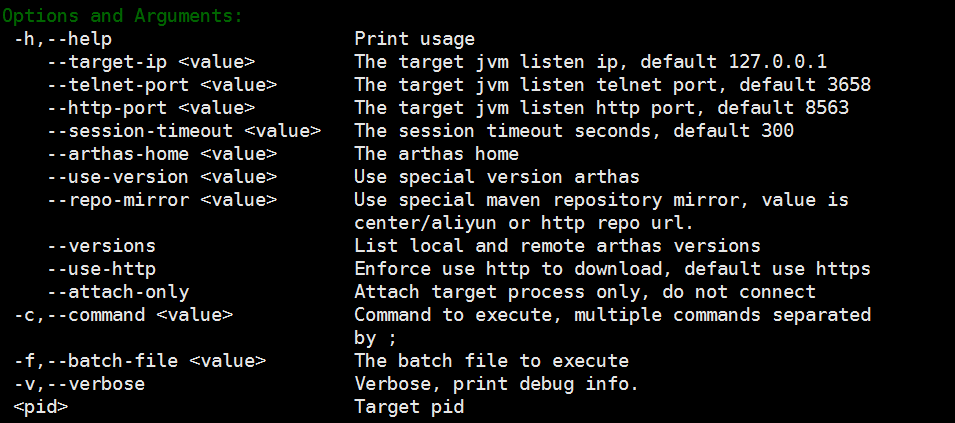 Options and Arguments:
-h,--help Print usage
--target-ip <value> The target jvm listen ip, default 127.0.0.1
--telnet-port <value> The target jvm listen telnet port, default 3658
--http-port <value> The target jvm listen http port, default 8563
--session-timeout <value> The session timeout seconds, default 300
--arthas-home <value> The arthas home
--use-version <value> Use special version arthas
--repo-mirror <value> Use special maven repository mirror, value is
center/aliyun or http repo url.
--versions List local and remote arthas versions
--use-http Enforce use http to download, default use https
--attach-only Attach target process only, do not connect
-c,--command <value> Command to execute, multiple commands separated
by ;
-f,--batch-file <value> The batch file to execute
-v,--verbose Verbose, print debug info.
<pid> Target pid